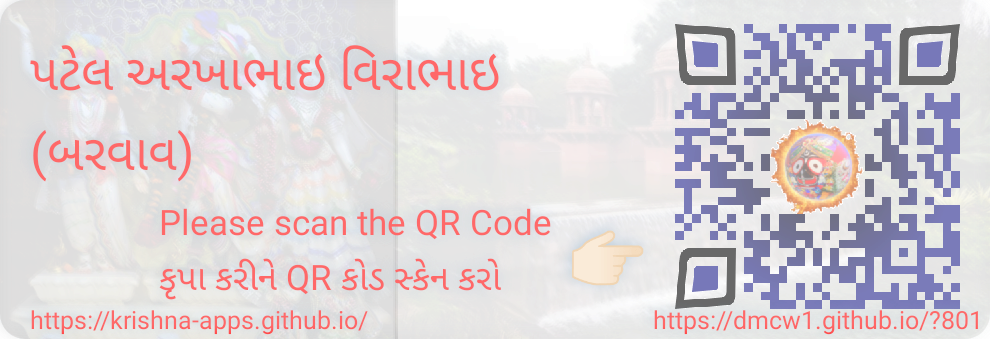 પટેલ અરખાભાઇ વિરાભાઇ
(બરવાવ)
Please scan the QR Code
કૃપા કરીને QR કોડ સ્કેન કરો
https://krishna-apps.github.io/
https://dmcw1.github.io/?801